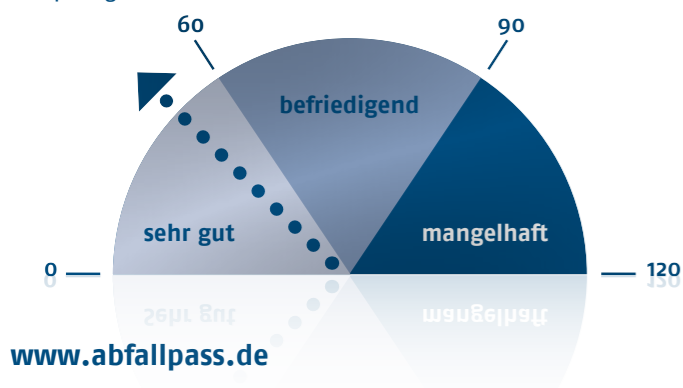 60
90
befriedigend
sehr gut
mangelhaft
0
120
www.abfallpass.de